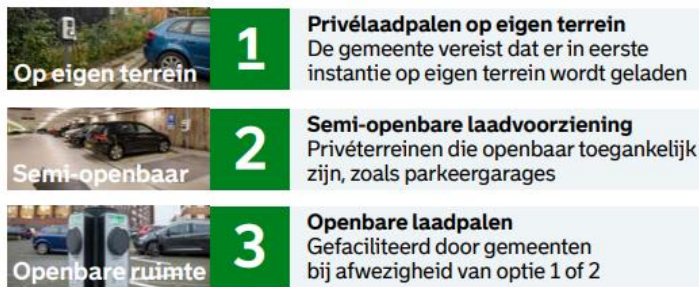 Op eigen terrein
1
Privélaadpalen op eigen terrein
De gemeente vereist dat er in eerste
instantie op eigen terrein wordt geladen
Semi-openbaar
2
Semi-openbare laadvoorziening
Privéterreinen die openbaar toegankelijk
zijn, zoals parkeergarages
Openbare ruimte
3
Openbare laadpalen
Gefaciliteerd door gemeenten
bij afwezigheid van optie 1 of 2